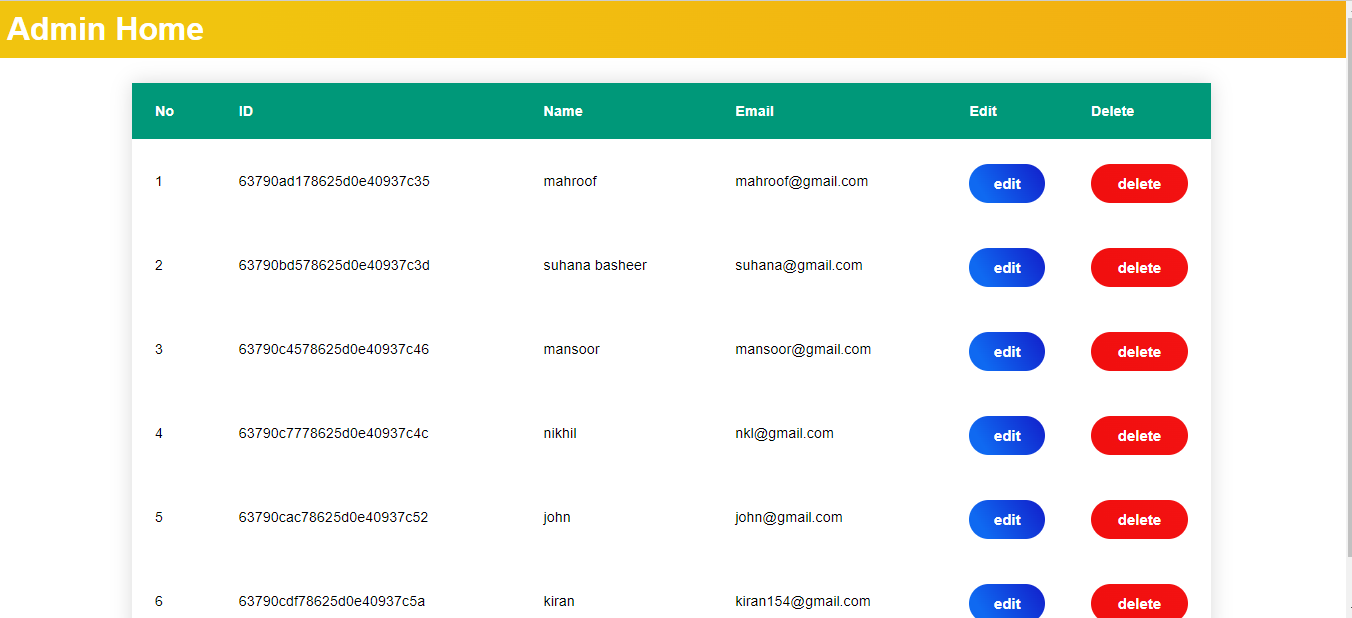 Admin Home
No ID Name Email Edit Delete
1 63790ad178625d0e40937c35 mahroof mahroof@gmail.com edit delete
2 63790bd578625d0e40937c3d suhana basheer suhana@gmail.com edit delete
3 63790c4578625d0e40937c46 mansoor mansoor@gmail.com edit delete
4 63790c7778625d0e40937c4c nikhil nkl@gmail.com edit delete
5 63790cac78625d0e40937c52 john john@gmail.com edit delete
6 63790cdf78625d0e40937c5a kiran kiran154@gmail.com edit delete